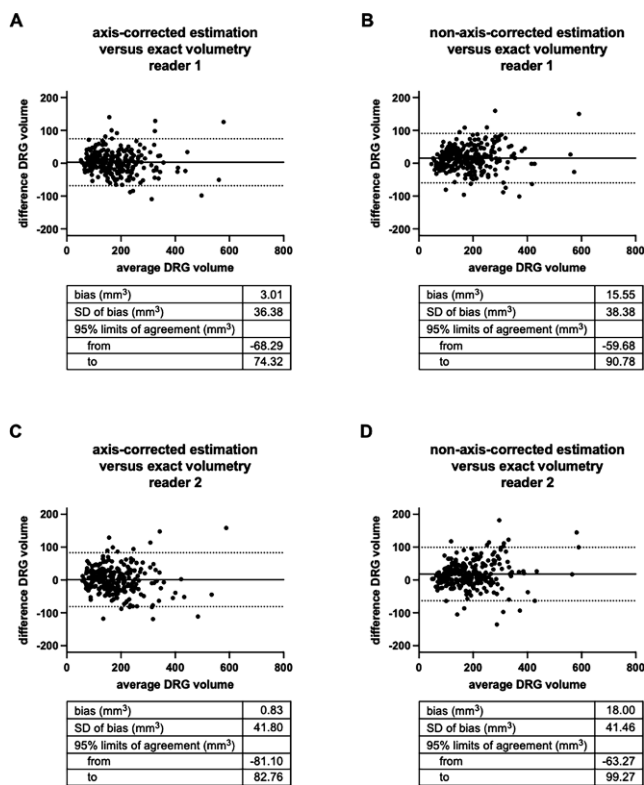 A
axis-corrected estimation
versus exact volumetry
reader 1
difference DRG volume
200
100
0
-100
-200
0 200 400 600 800
average DRG volume
bias (mm³) 3.01
SD of bias (mm³) 36.38
95% limits of agreement (mm³)
from -68.29
to 74.32
B
non-axis-corrected estimation
versus exact volumentry
reader 1
difference DRG volume
200
100
0
-100
-200
0 200 400 600 800
average DRG volume
bias (mm³) 15.55
SD of bias (mm³) 38.38
95% limits of agreement (mm³)
from -59.68
to 90.78
C
axis-corrected estimation
versus exact volumetry
reader 2
difference DRG volume
200
100
0
-100
-200
0 200 400 600 800
average DRG volume
bias (mm³) 0.83
SD of bias (mm³) 41.80
95% limits of agreement (mm³)
from -81.10
to 82.76
D
non-axis-corrected estimation
versus exact volumetry
reader 2
difference DRG volume
200
100
0
-100
-200
0 200 400 600 800
average DRG volume
bias (mm³) 18.00
SD of bias (mm³) 41.46
95% limits of agreement (mm³)
from -63.27
to 99.27